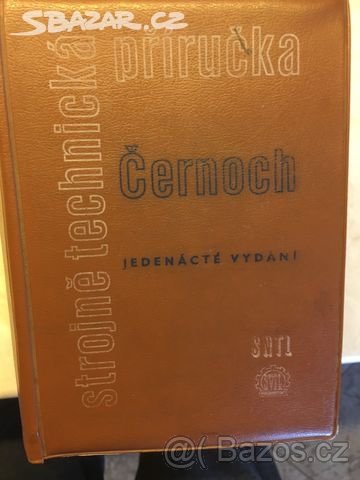 SBAZAR.CZ
strojně technická
příručka
Černoch
JEDENÁCTÉ VYDÁNÍ
SNTL
Bazos.cz